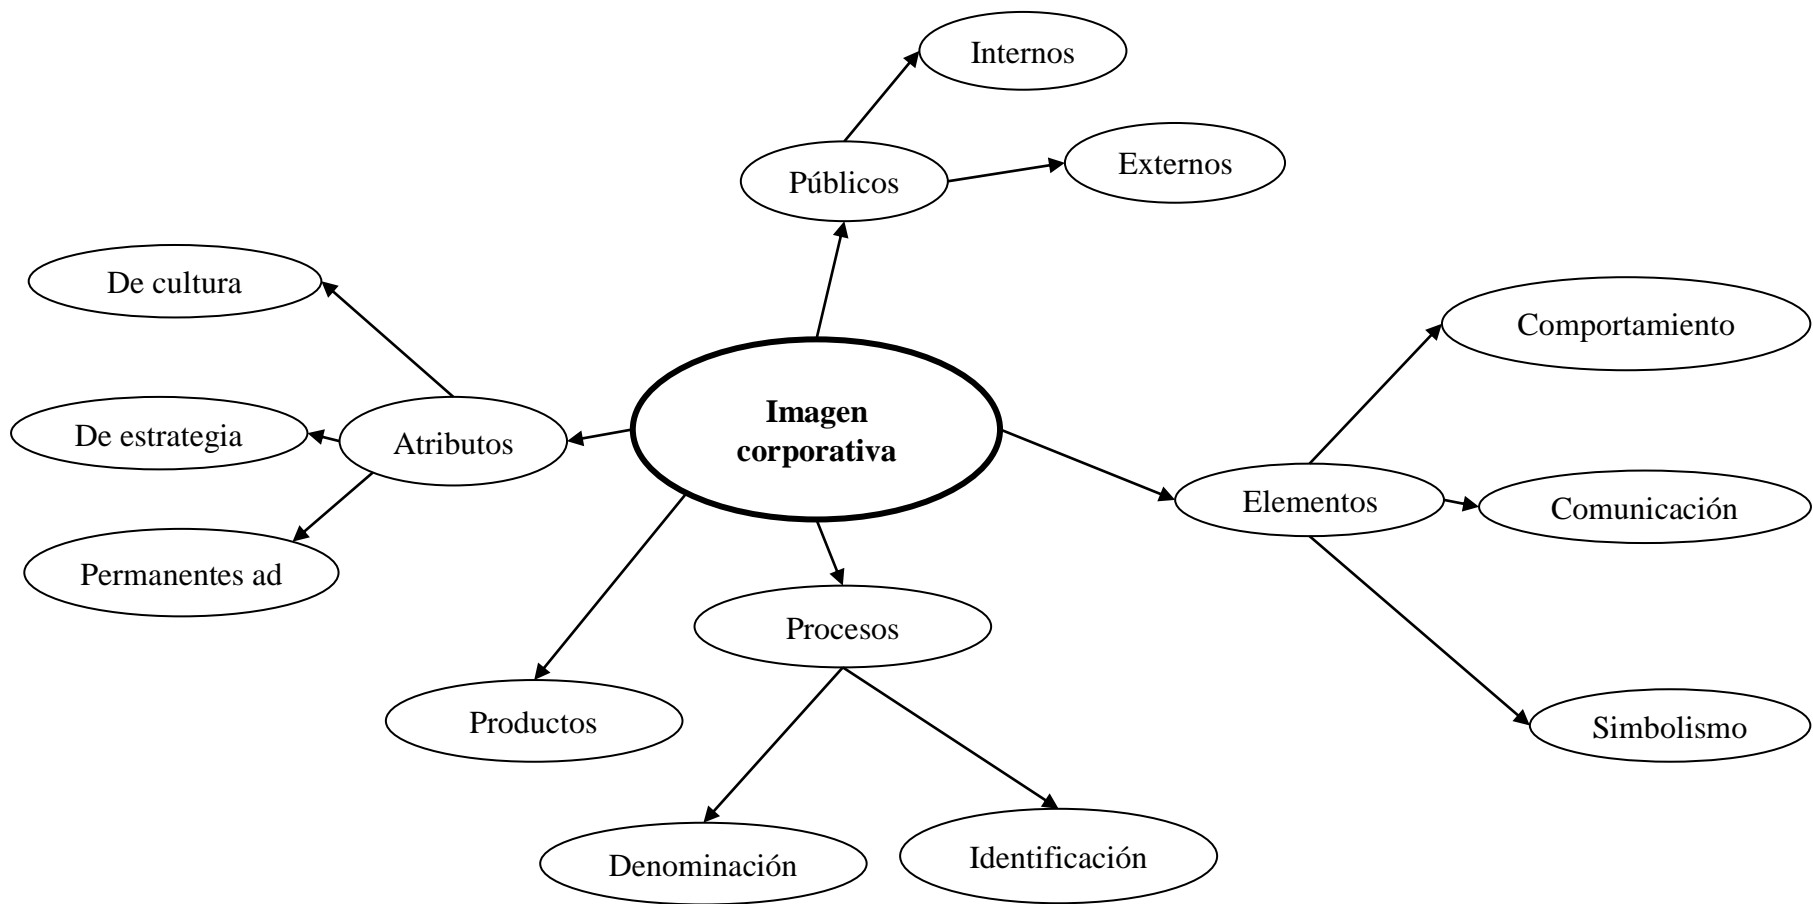 Internos
Externos
Públicos
De cultura
Comportamiento
Imagen
corporativa
De estrategia
Atributos
Elementos
Comunicación
Permanentes ad
Procesos
Productos
Simbolismo
Denominación
Identificación